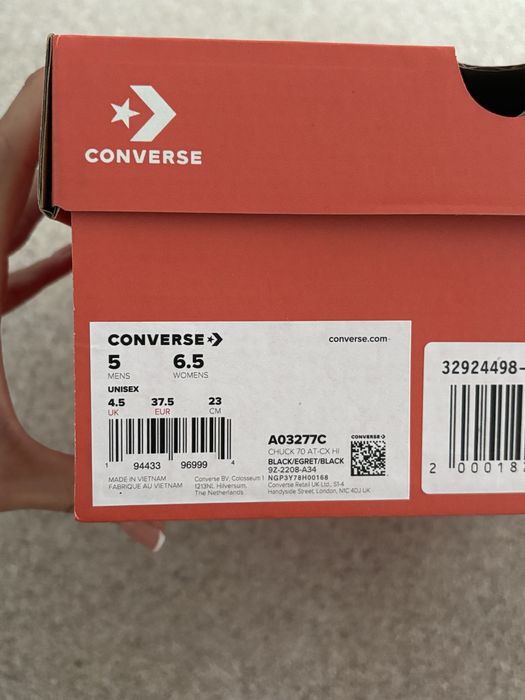 CONVERSE
CONVERSE
converse.com
5 6.5
MENS WOMENS
UNISEX
4.5 37.5 23
UK EUR CM
1 94433 96999 4
MADE IN VIETNAM
FABRIQUE AU VIETNAM
Converse BV, Colosseum 1
1213NL Hilversum,
The Netherlands
A03277C
CHUCK 70 AT-CX HI
BLACK/EGRET/BLACK
9Z-2208-A34
NGP3Y78H00168
Converse Retail UK Ltd., S1-4
Handyside Street, London, N1C 4DJ UK
CONVERSE
32924498-
2 00018